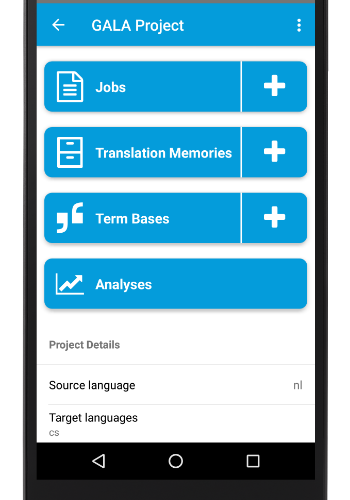 GALA Project
Jobs
Translation Memories
Term Bases
Analyses
Project Details
Source language nl
Target languages
cs